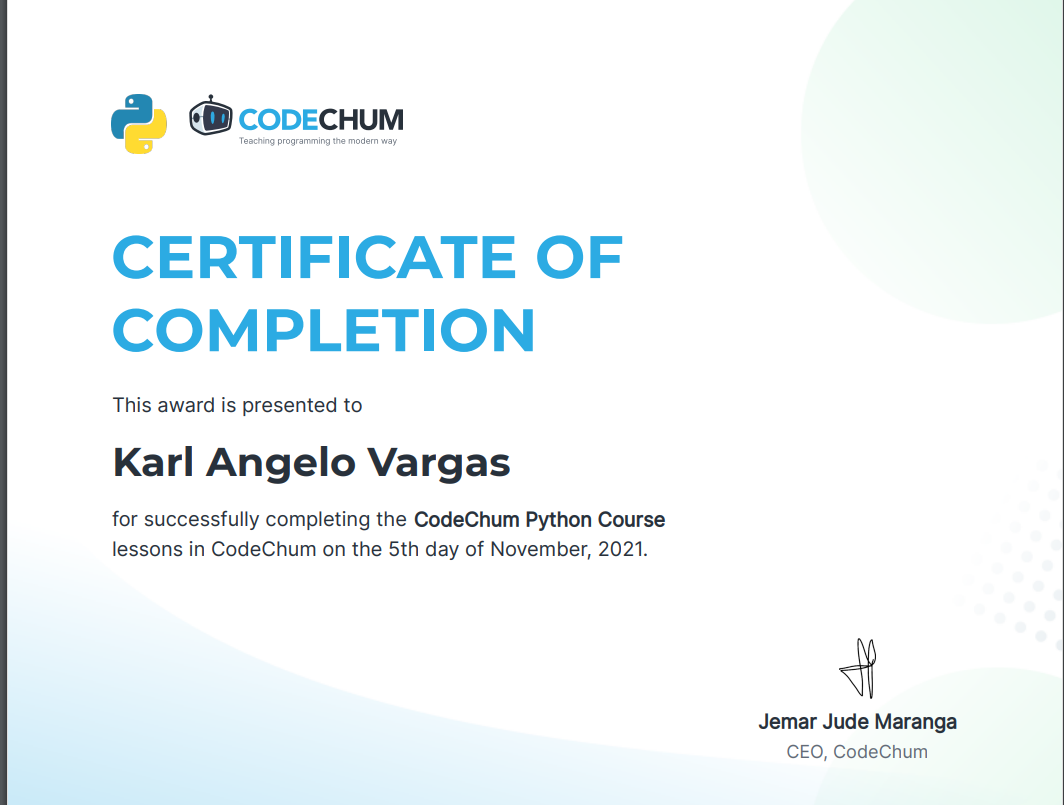 CODECHUM
Teaching programming the modern way
CERTIFICATE OF
COMPLETION
This award is presented to
Karl Angelo Vargas
for successfully completing the CodeChum Python Course
lessons in CodeChum on the 5th day of November, 2021.
Jemar Jude Maranga
CEO, CodeChum